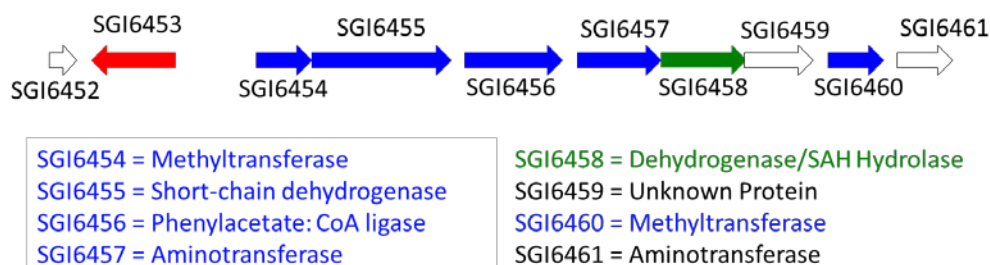 SGI6453
SGI6455
SGI6457
SGI6459
SGI6461
SGI6452
SGI6454
SGI6456
SGI6458
SGI6460
SGI6454 = Methyltransferase
SGI6455 = Short-chain dehydrogenase
SGI6456 = Phenylacetate: CoA ligase
SGI6457 = Aminotransferase
SGI6458 = Dehydrogenase/SAH Hydrolase
SGI6459 = Unknown Protein
SGI6460 = Methyltransferase
SGI6461 = Aminotransferase